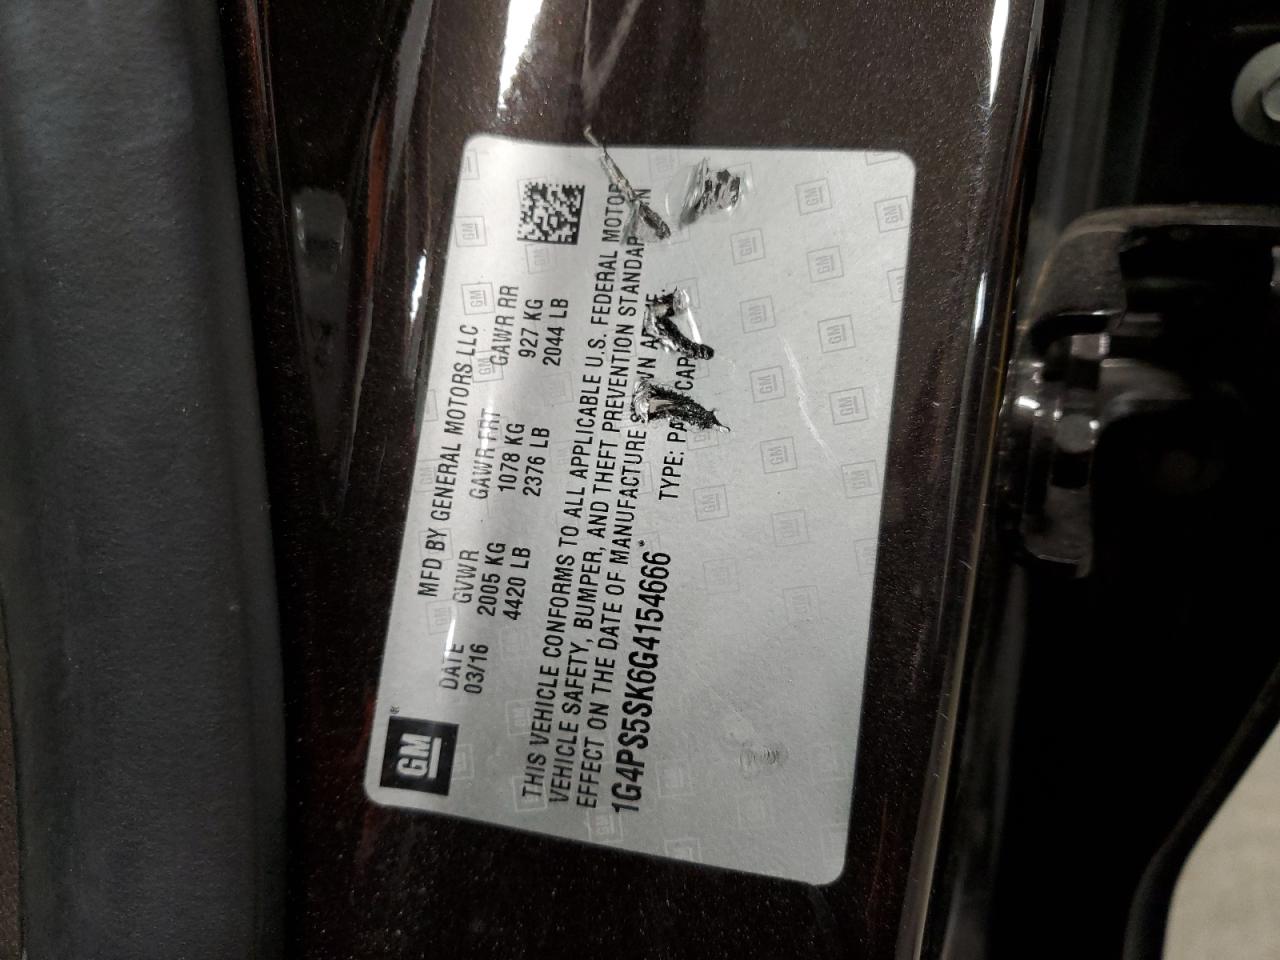 GM®
MFD BY GENERAL MOTORS LLC
DATE GVWR GAWR FRT GAWR RR
03/16 2005 KG 1078 KG 927 KG
4420 LB 2376 LB 2044 LB
THIS VEHICLE CONFORMS TO ALL APPLICABLE U.S. FEDERAL MOTOR
VEHICLE SAFETY, BUMPER, AND THEFT PREVENTION STANDAR
EFFECT ON THE DATE OF MANUFACTURE
1G4PS5SK6G4154666* TYPE: CAR